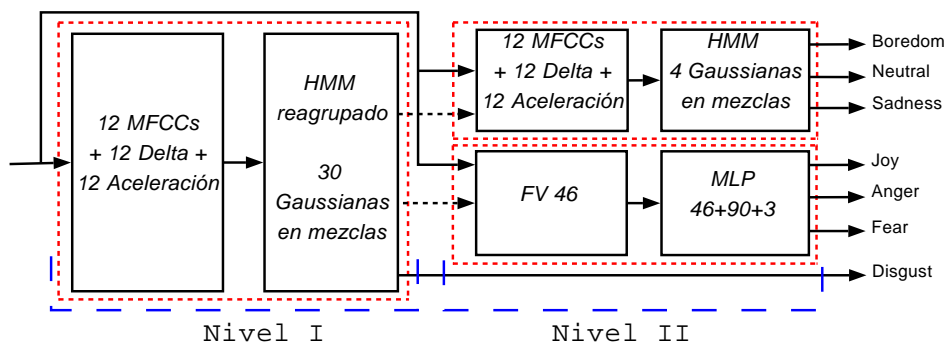 12 MFCCs
+ 12 Delta +
12 Aceleración
HMM
reagrupado
30
Gaussianas
en mezclas
12 MFCCs
+ 12 Delta +
12 Aceleración
HMM
4 Gaussianas
en mezclas
Boredom
Neutral
Sadness
FV 46
MLP
46+90+3
Joy
Anger
Fear
Disgust
Nivel I
Nivel II